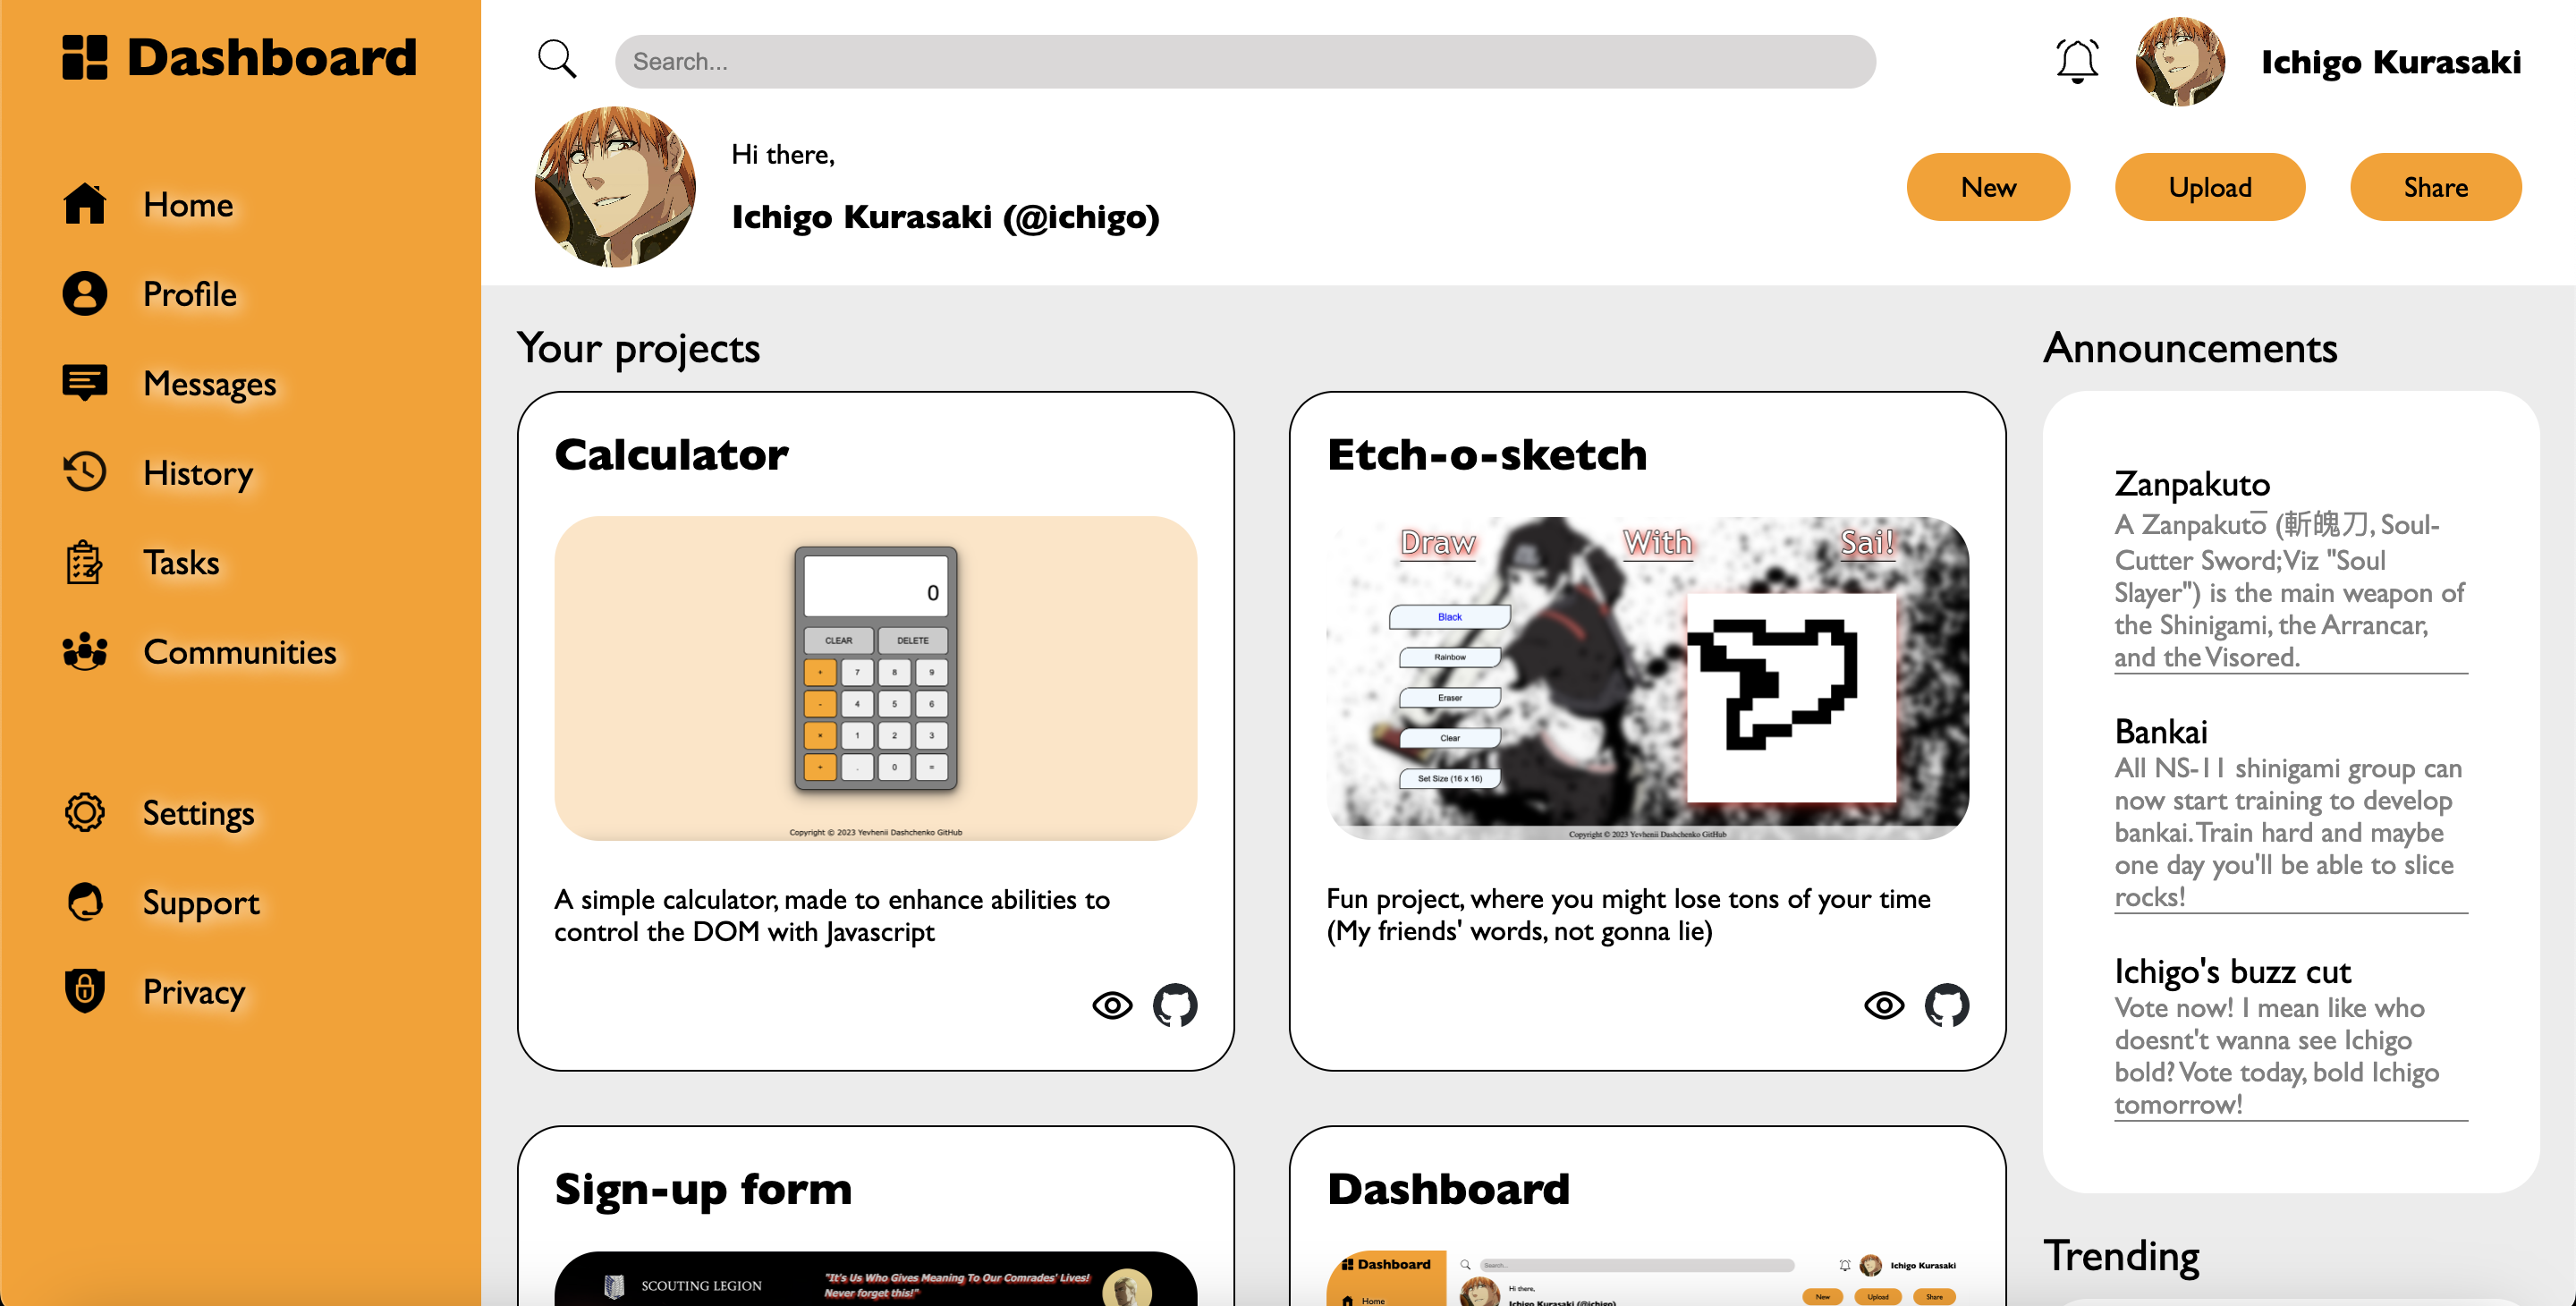 Dashboard
Search...
Ichigo Kurasaki
Hi there,
Ichigo Kurasaki (@ichigo)
New
Upload
Share
Home
Profile
Messages
History
Tasks
Communities
Settings
Support
Privacy
Your projects
Calculator
0
CLEAR
DELETE
7 8 9
- 4 5 6
× 1 2 3
. 0 =
Copyright © 2023 Yevhenii Dashchenko GitHub
A simple calculator, made to enhance abilities to
control the DOM with Javascript
Etch-o-sketch
Draw With Sai!
Black
Rainbow
Eraser
Clear
Set Size (16 x 16)
Copyright © 2023 Yevhenii Dashchenko GitHub
Fun project, where you might lose tons of your time
(My friends' words, not gonna lie)
Sign-up form
SCOUTING LEGION
"It's Us Who Gives Meaning To Our Comrades' Lives!
Never forget this!"
Dashboard
Dashboard
Search...
Ichigo Kurasaki
Hi there,
Ichigo Kurasaki (@ichigo)
New
Upload
Share
Home
Announcements
Zanpakuto
A Zanpakutō (斬魄刀, Soul-
Cutter Sword;Viz "Soul
Slayer") is the main weapon of
the Shinigami, the Arrancar,
and the Visored.
Bankai
All NS-11 shinigami group can
now start training to develop
bankai. Train hard and maybe
one day you'll be able to slice
rocks!
Ichigo's buzz cut
Vote now! I mean like who
doesnt't wanna see Ichigo
bold? Vote today, bold Ichigo
tomorrow!
Trending